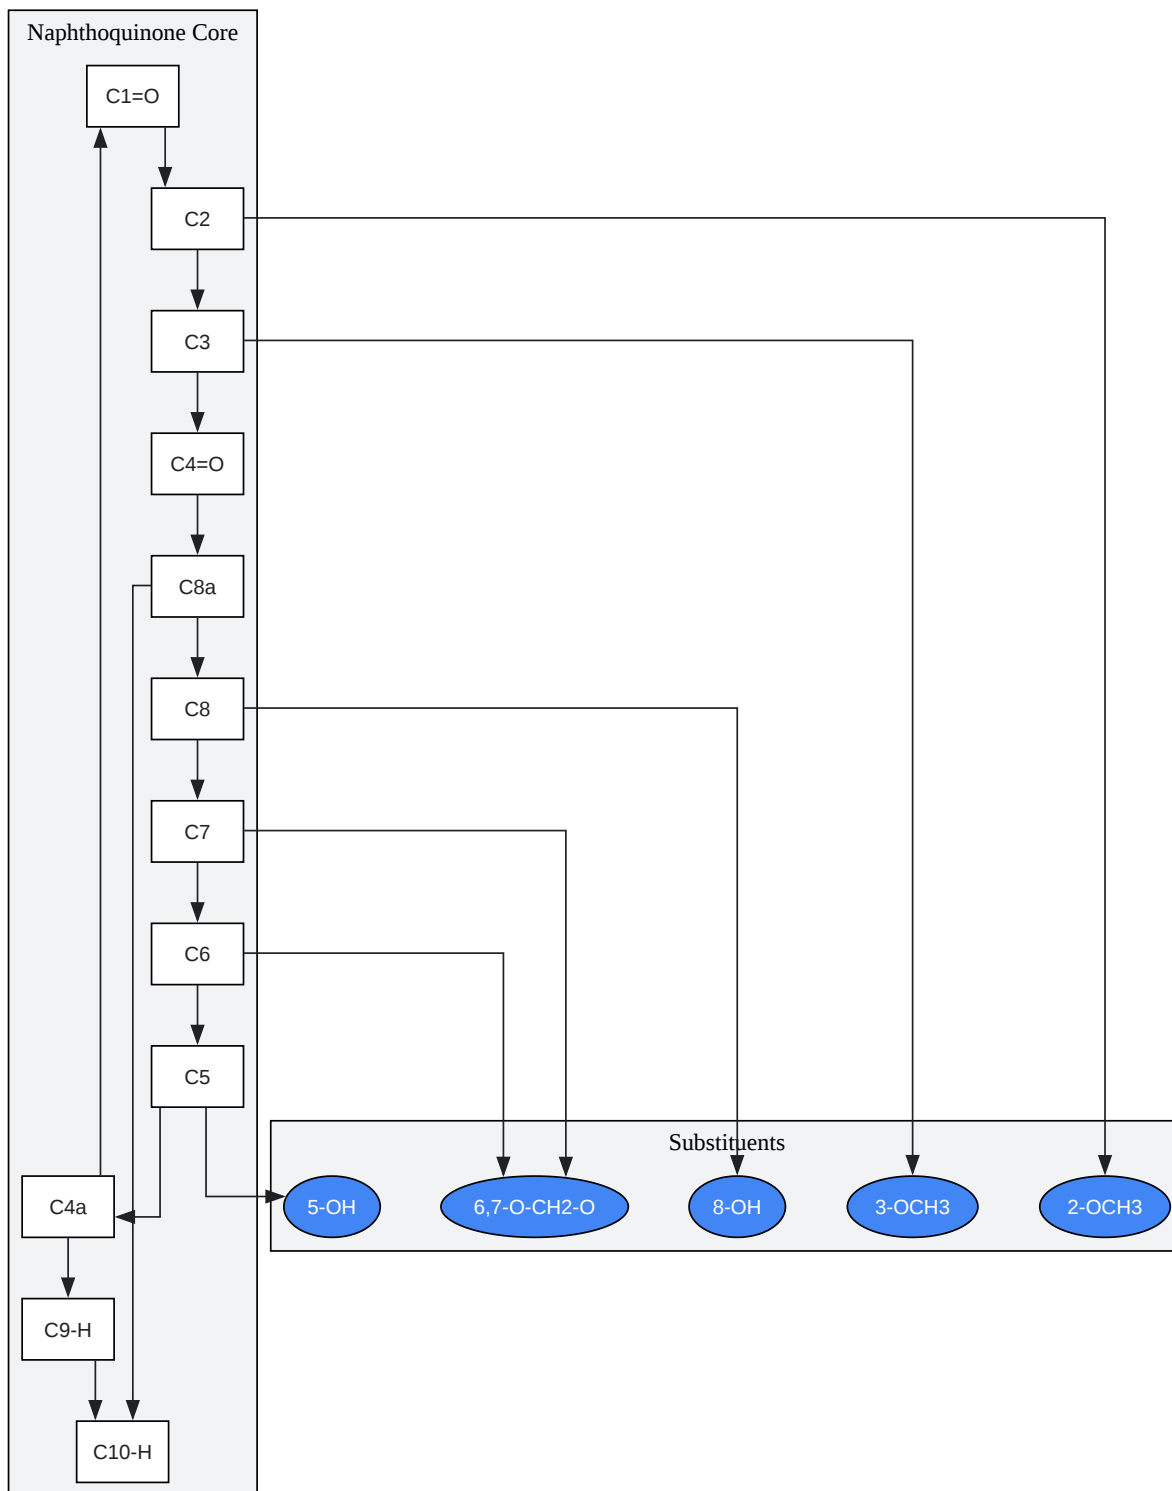 Naphthoquinone Core
C1=O
C2
C3
C4=O
C8a
C8
C7
C6
C5
Substituents
C4a
5-OH
6,7-O-CH2-O
8-OH
3-OCH3
2-OCH3
C9-H
C10-H